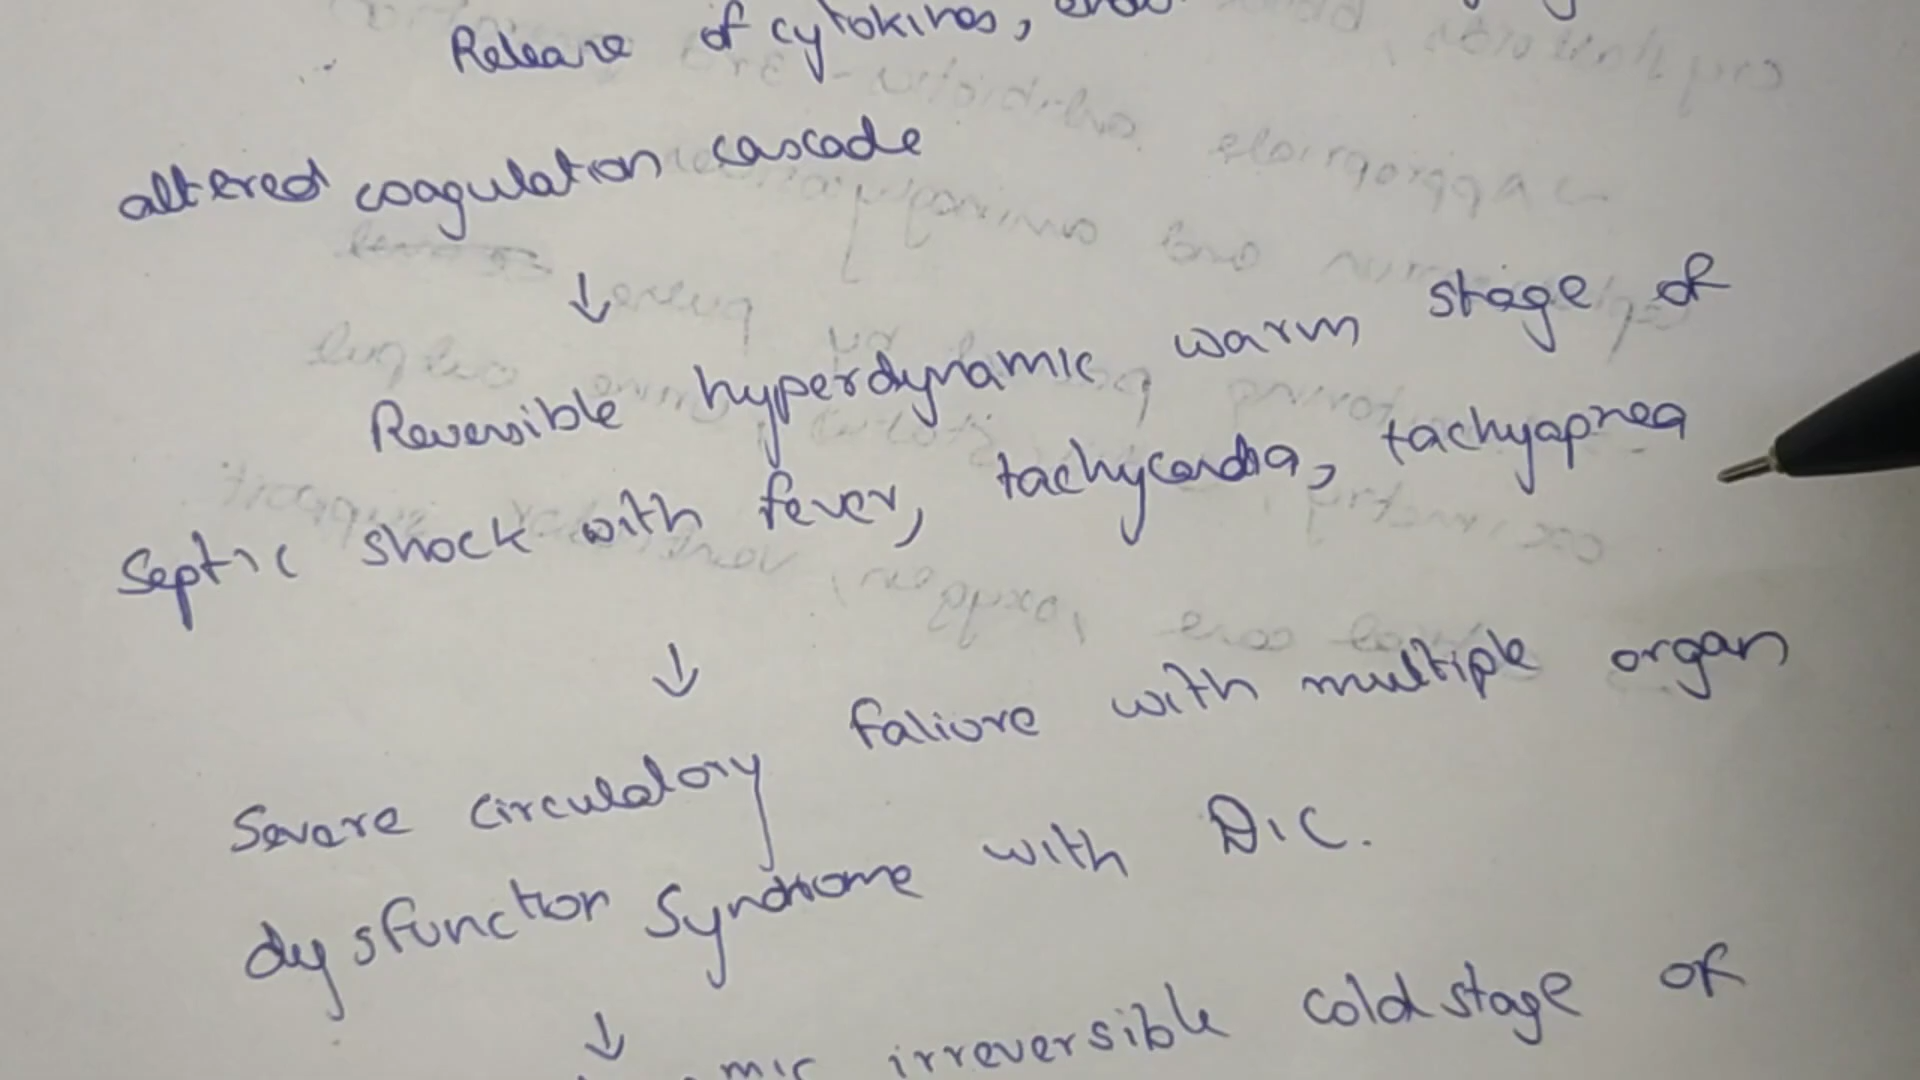 Release of cytokines,
altered coagulation cascade
↓
Reversible hyperdynamic warm stage of
Septic shock with fever, tachycardia, tachyapnea
↓
Severe circulatory faliure with multiple organ
dysfunction Syndrome with DIC.
↓
irreversible cold stage of